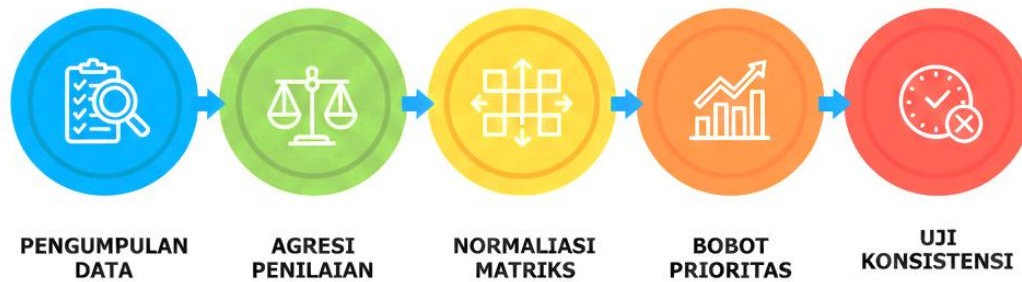 PENGUMPULAN
DATA
AGRESI
PENILAIAN
NORMALIASI
MATRIKS
BOBOT
PRIORITAS
UJI
KONSISTENSI